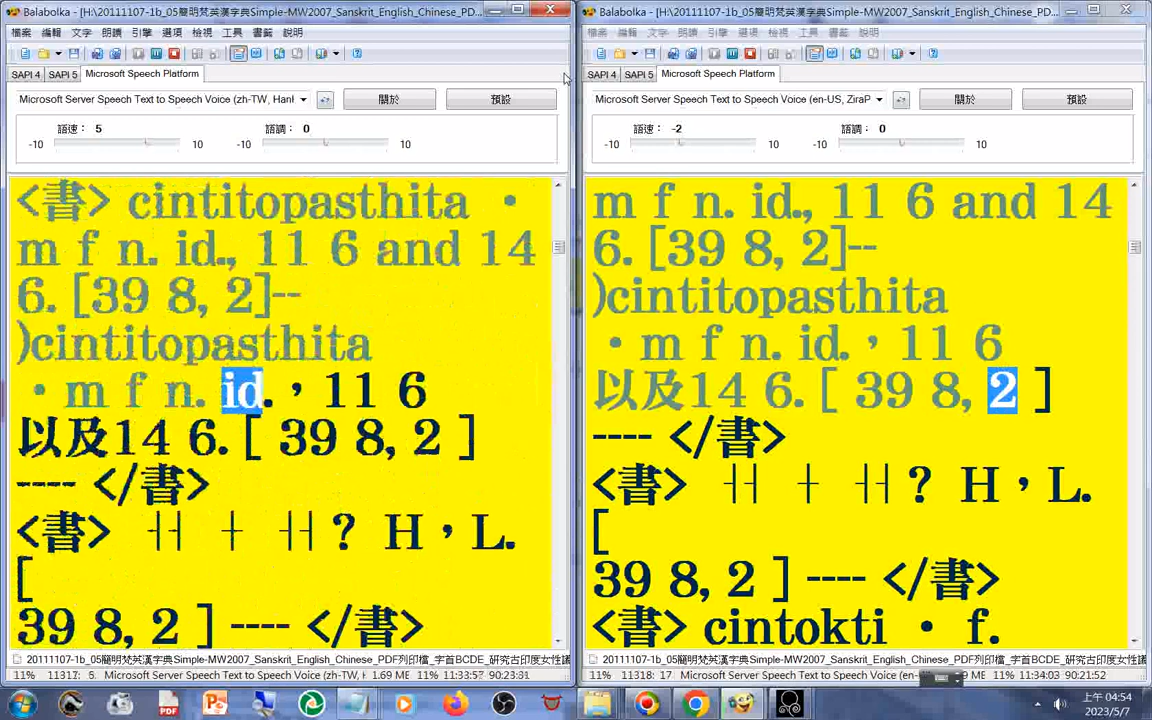 Balabolka - [H:\20111107-1b_05簡明梵英漢字典Simple-MW2007_Sanskrit_English_Chinese_PD...
檔案 編輯 文字 朗讀 引擎 選項 檢視 工具 書籤 說明
SAPI 4 SAPI 5 Microsoft Speech Platform
Microsoft Server Speech Text to Speech Voice (zh-TW, Hanl 關於 預設
語速： 5 語調： 0
-10 10 -10 10
<書> cintitopasthita ・
m f n. id., 11 6 and 14
6. [39 8, 2]--
)cintitopasthita
・m f n. id.，11 6
以及14 6. [ 39 8, 2 ]
---- </書>
<書> ┤┤ ┼ ┤┤？ H，L.
[
39 8, 2 ] ---- </書>
20111107-1b_05簡明梵英漢字典Simple-MW2007_Sanskrit_English_Chinese_PDF列印檔_字首BCDE_研究古印度女性議
11% 11317: 5 Microsoft Server Speech Text to Speech Voice (zh-TW, H 1.69 MB 11% 11:33:57 90:23:31
Balabolka - [H:\20111107-1b_05簡明梵英漢字典Simple-MW2007_Sanskrit_English_Chinese_PD...
檔案 編輯 文字 朗讀 引擎 選項 檢視 工具 書籤 說明
SAPI 4 SAPI 5 Microsoft Speech Platform
Microsoft Server Speech Text to Speech Voice (en-US, ZiraP 關於 預設
語速： -2 語調： 0
-10 10 -10 10
m f n. id., 11 6 and 14
6. [39 8, 2]--
)cintitopasthita
・m f n. id.，11 6
以及14 6. [ 39 8, 2 ]
---- </書>
<書> ┤┤ ┼ ┤┤？ H，L.
[
39 8, 2 ] ---- </書>
<書> cintokti ・ f.
20111107-1b_05簡明梵英漢字典Simple-MW2007_Sanskrit_English_Chinese_PDF列印檔_字首BCDE_研究古印度女性議
11% 11318: 17 Microsoft Server Speech Text to Speech Voice (en-U 11% 11:34:03 90:21:52
上午 04:54
2023/5/7